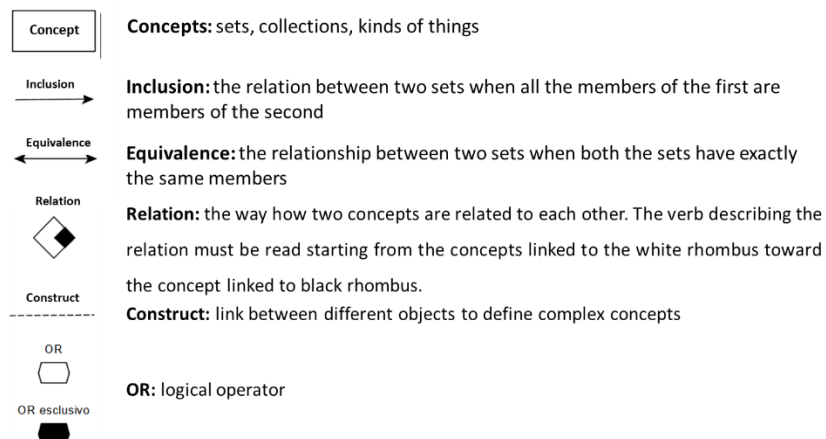 Concept
Concepts: sets, collections, kinds of things
Inclusion
Inclusion: the relation between two sets when all the members of the first are
members of the second
Equivalence
Equivalence: the relationship between two sets when both the sets have exactly
the same members
Relation
Relation: the way how two concepts are related to each other. The verb describing the
relation must be read starting from the concepts linked to the white rhombus toward
the concept linked to black rhombus.
Construct
Construct: link between different objects to define complex concepts
OR
OR: logical operator
OR esclusivo